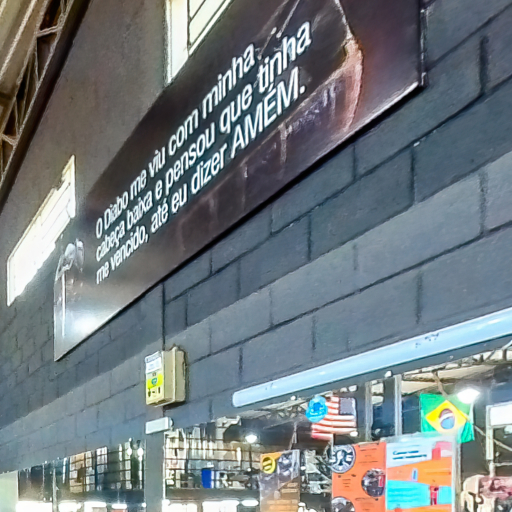 O Diabo me viu com minha
cabeça baixa e pensou que tinha
me vencido, até eu dizer AMÉM.